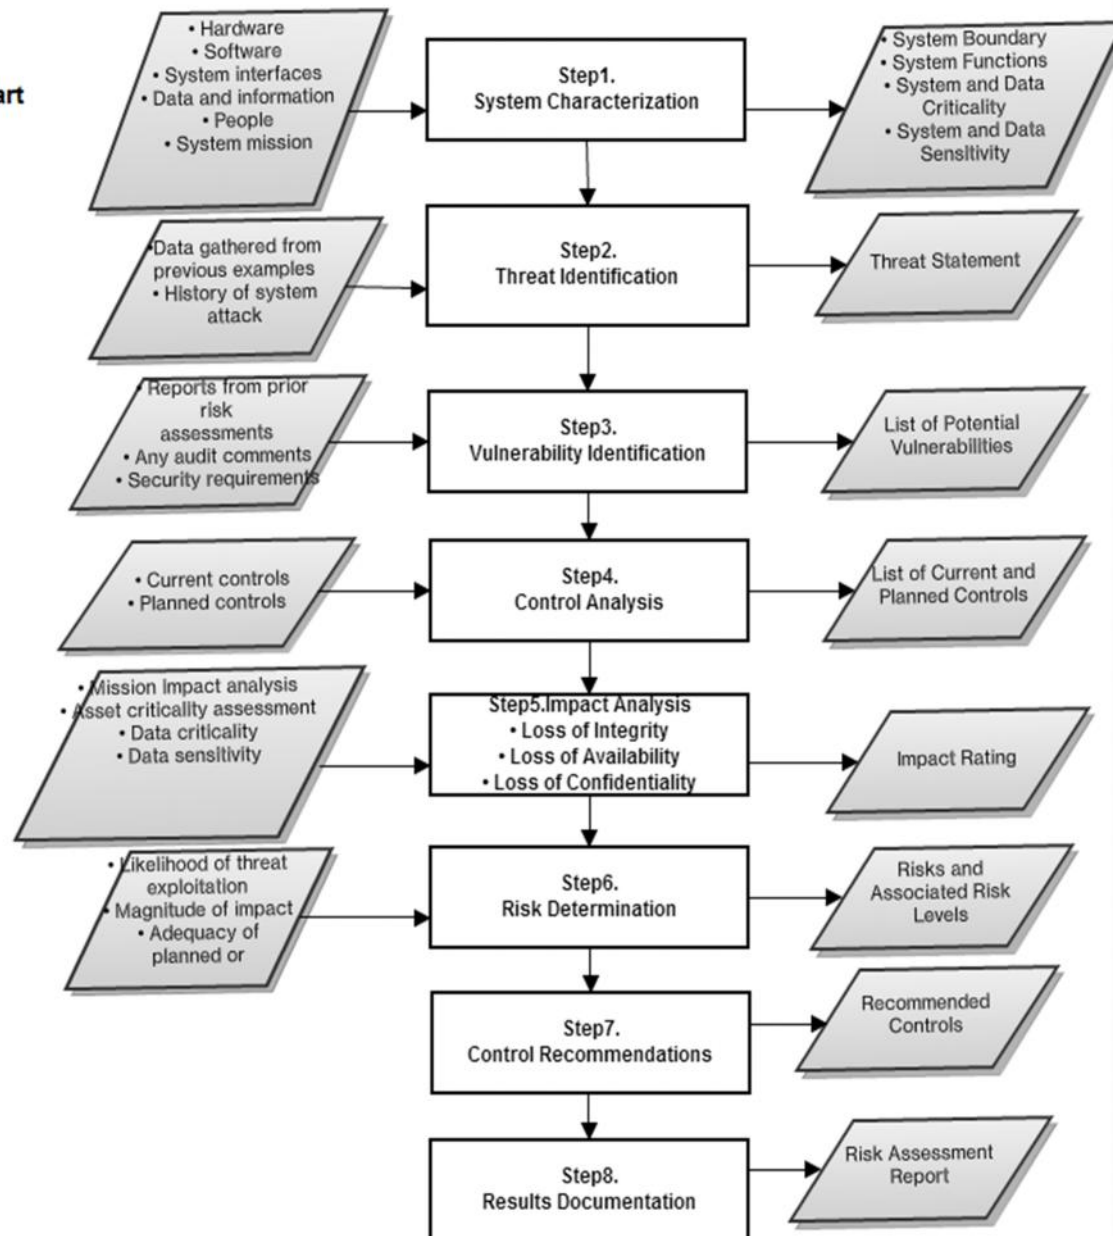 art
• Hardware
• Software
• System interfaces
• Data and information
• People
• System mission
Step1.
System Characterization
• System Boundary
• System Functions
• System and Data
Criticality
• System and Data
Sensitivity
•Data gathered from
previous examples
• History of system
attack
Step2.
Threat Identification
Threat Statement
• Reports from prior
risk
assessments
• Any audit comments
• Security requirements
Step3.
Vulnerability Identification
List of Potential
Vulnerabilities
• Current controls
• Planned controls
Step4.
Control Analysis
List of Current and
Planned Controls
• Mission Impact analysis
• Asset criticality assessment
• Data criticality
• Data sensitivity
Step5.Impact Analysis
• Loss of Integrity
• Loss of Availability
• Loss of Confidentiality
Impact Rating
• Likelihood of threat
exploitation
• Magnitude of impact
• Adequacy of
planned or
Step6.
Risk Determination
Risks and
Associated Risk
Levels
Step7.
Control Recommendations
Recommended
Controls
Step8.
Results Documentation
Risk Assessment
Report